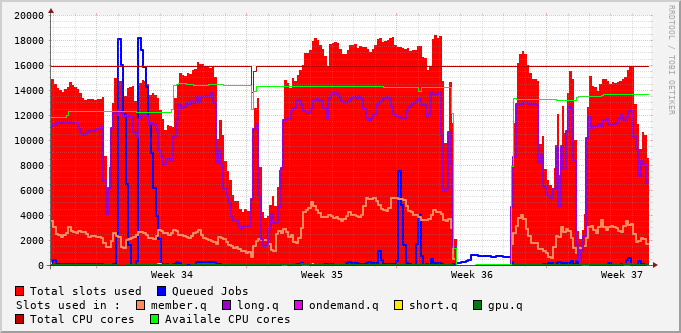 20000
18000
16000
14000
12000
10000
8000
6000
4000
2000
0
Week 34 Week 35 Week 36 Week 37
RRDTOOL / TOBI OETIKER
Total slots used Queued Jobs
Slots used in : member.q long.q ondemand.q short.q gpu.q
Total CPU cores Availale CPU cores